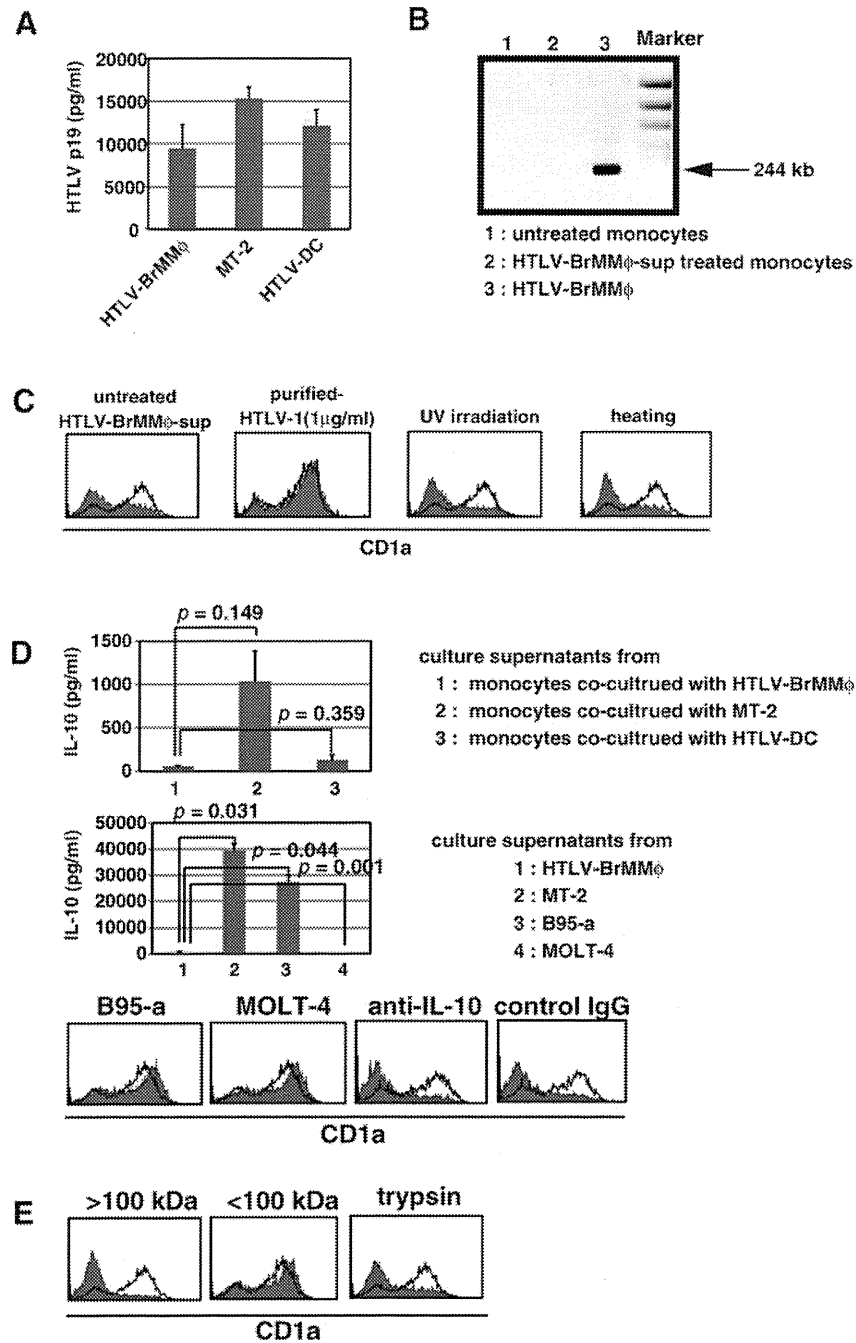 A
HTLV p19 (pg/ml)
20000
15000
10000
5000
0
HTLV-BrMMϕ
MT-2
HTLV-DC
B
1 2 3 Marker
244 kb
1 : untreated monocytes
2 : HTLV-BrMMϕ-sup treated monocytes
3 : HTLV-BrMMϕ
C
untreated
HTLV-BrMMϕ-sup
purified-
HTLV-1(1μg/ml)
UV irradiation
heating
CD1a
D
p = 0.149
IL-10 (pg/ml)
1500
1000
500
0
p = 0.359
1 2 3
culture supernatants from
1 : monocytes co-cultrued with HTLV-BrMMϕ
2 : monocytes co-cultrued with MT-2
3 : monocytes co-cultrued with HTLV-DC
p = 0.031
IL-10 (pg/ml)
50000
40000
30000
20000
10000
0
p = 0.044
p = 0.001
1 2 3 4
culture supernatants from
1 : HTLV-BrMMϕ
2 : MT-2
3 : B95-a
4 : MOLT-4
B95-a MOLT-4 anti-IL-10 control IgG
CD1a
E
>100 kDa <100 kDa trypsin
CD1a